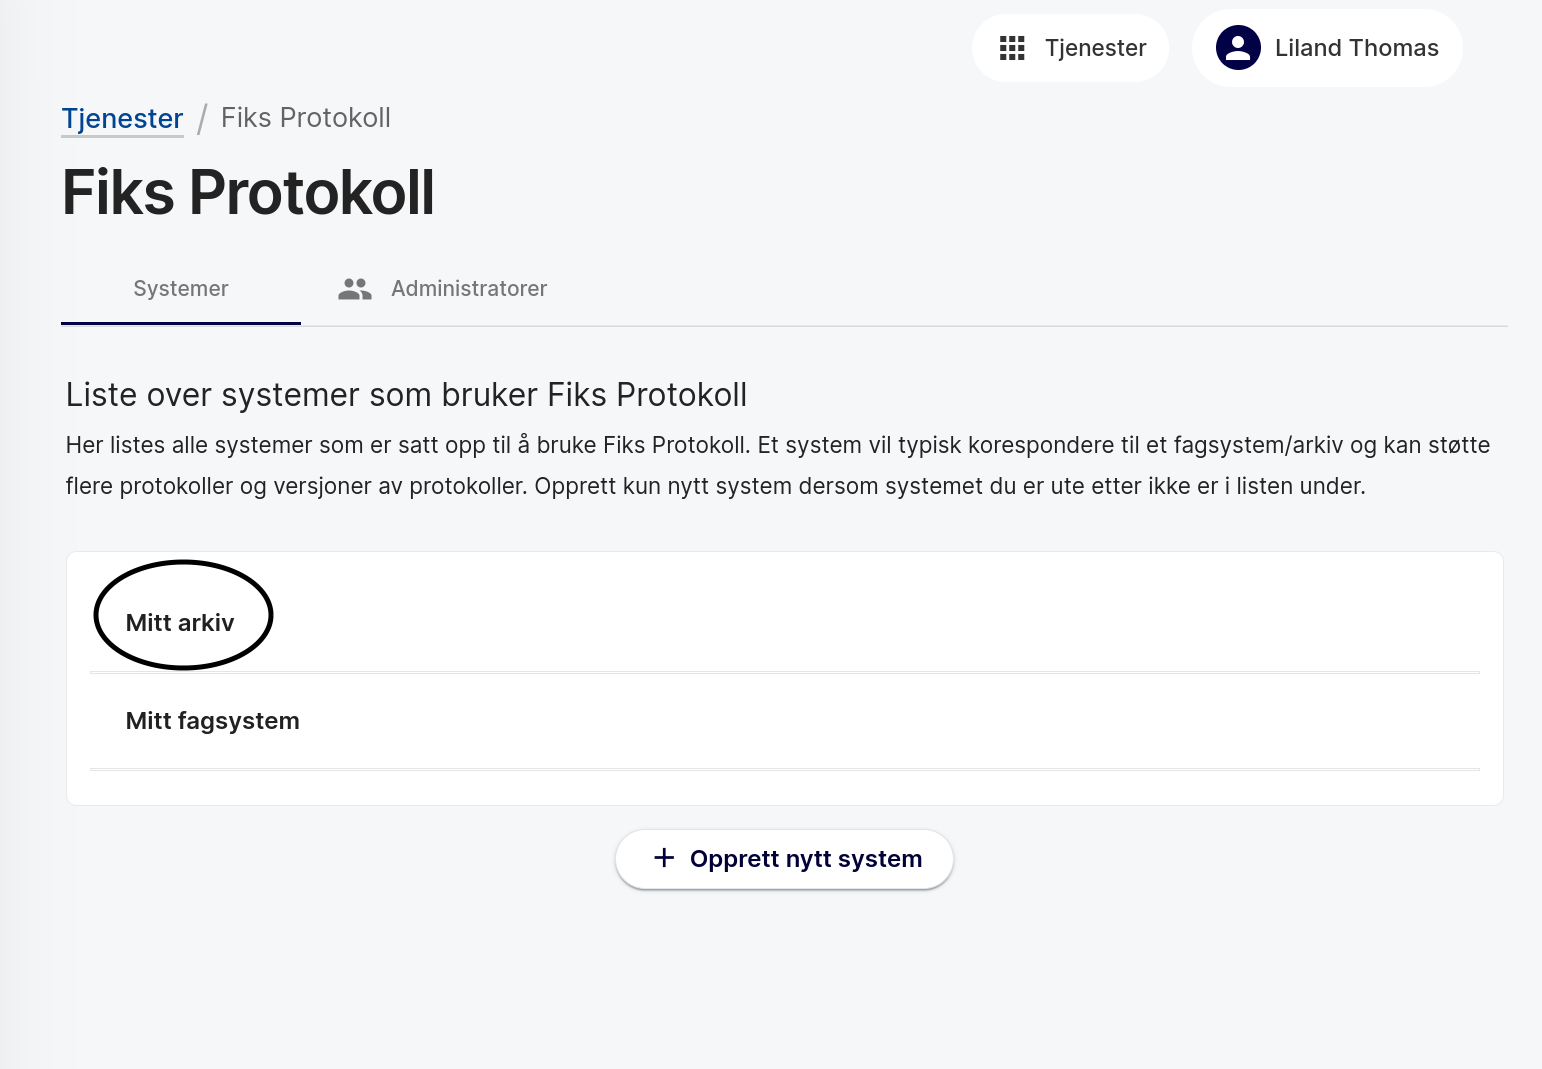 Tjenester
Liland Thomas
Tjenester / Fiks Protokoll
Fiks Protokoll
Systemer
Administratorer
Liste over systemer som bruker Fiks Protokoll
Her listes alle systemer som er satt opp til å bruke Fiks Protokoll. Et system vil typisk korespondere til et fagsystem/arkiv og kan støtte
flere protokoller og versjoner av protokoller. Opprett kun nytt system dersom systemet du er ute etter ikke er i listen under.
Mitt arkiv
Mitt fagsystem
+ Opprett nytt system